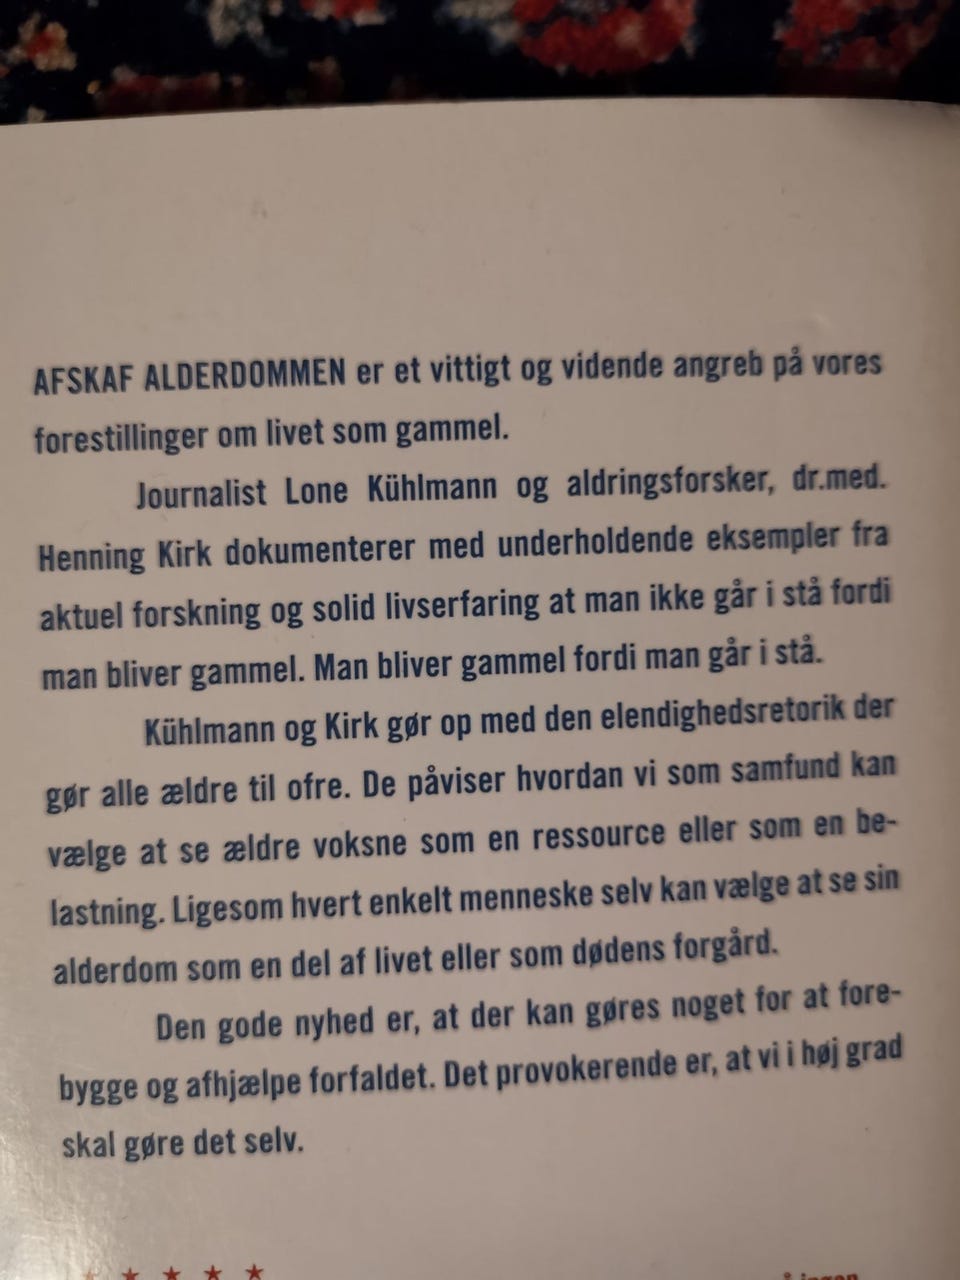 AFSKAF ALDERDOMMEN er et vittigt og vidende angreb på vores
forestillinger om livet som gammel.
Journalist Lone Kühlmann og aldringsforsker, dr.med.
Henning Kirk dokumenterer med underholdende eksempler fra
aktuel forskning og solid livserfaring at man ikke går i stå fordi
man bliver gammel. Man bliver gammel fordi man går i stå.
Kühlmann og Kirk gør op med den elendighedsretorik der
gør alle ældre til ofre. De påviser hvordan vi som samfund kan
vælge at se ældre voksne som en ressource eller som en be-
lastning. Ligesom hvert enkelt menneske selv kan vælge at se sin
alderdom som en del af livet eller som dødens forgård.
Den gode nyhed er, at der kan gøres noget for at fore-
bygge og afhjælpe forfaldet. Det provokerende er, at vi i høj grad
skal gøre det selv.